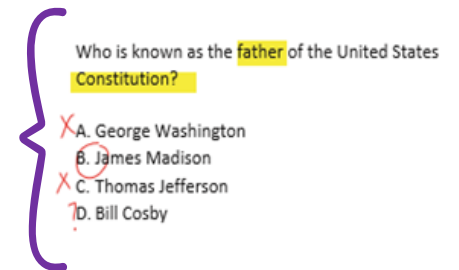 Who is known as the father of the United States
Constitution?
X A. George Washington
B. James Madison
X C. Thomas Jefferson
? D. Bill Cosby